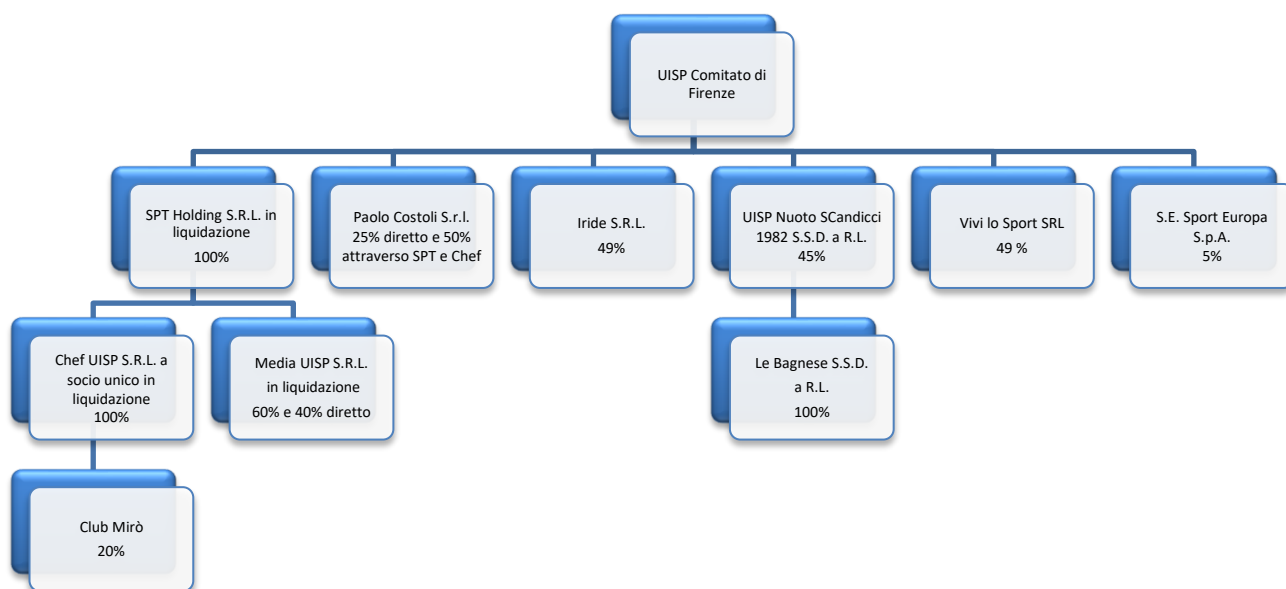 UISP Comitato di
Firenze
SPT Holding S.R.L. in
liquidazione
100%
Paolo Costoli S.r.l.
25% diretto e 50%
attraverso SPT e Chef
Iride S.R.L.
49%
UISP Nuoto SCandicci
1982 S.S.D. a R.L.
45%
Vivi lo Sport SRL
49 %
S.E. Sport Europa
S.p.A.
5%
Chef UISP S.R.L. a
socio unico in
liquidazione
100%
Media UISP S.R.L.
in liquidazione
60% e 40% diretto
Le Bagnese S.S.D.
a R.L.
100%
Club Mirò
20%